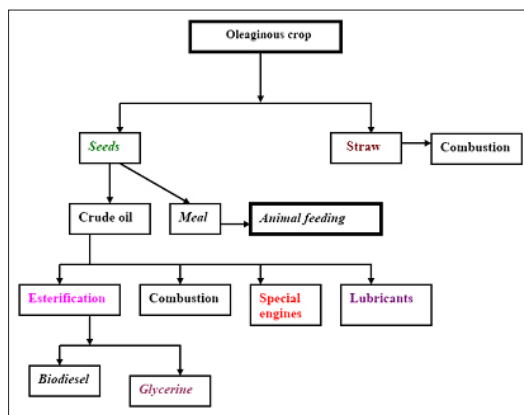 Oleaginous crop
Seeds
Straw
Combustion
Crude oil
Meal
Animal feeding
Esterification
Combustion
Special
engines
Lubricants
Biodiesel
Glycerine